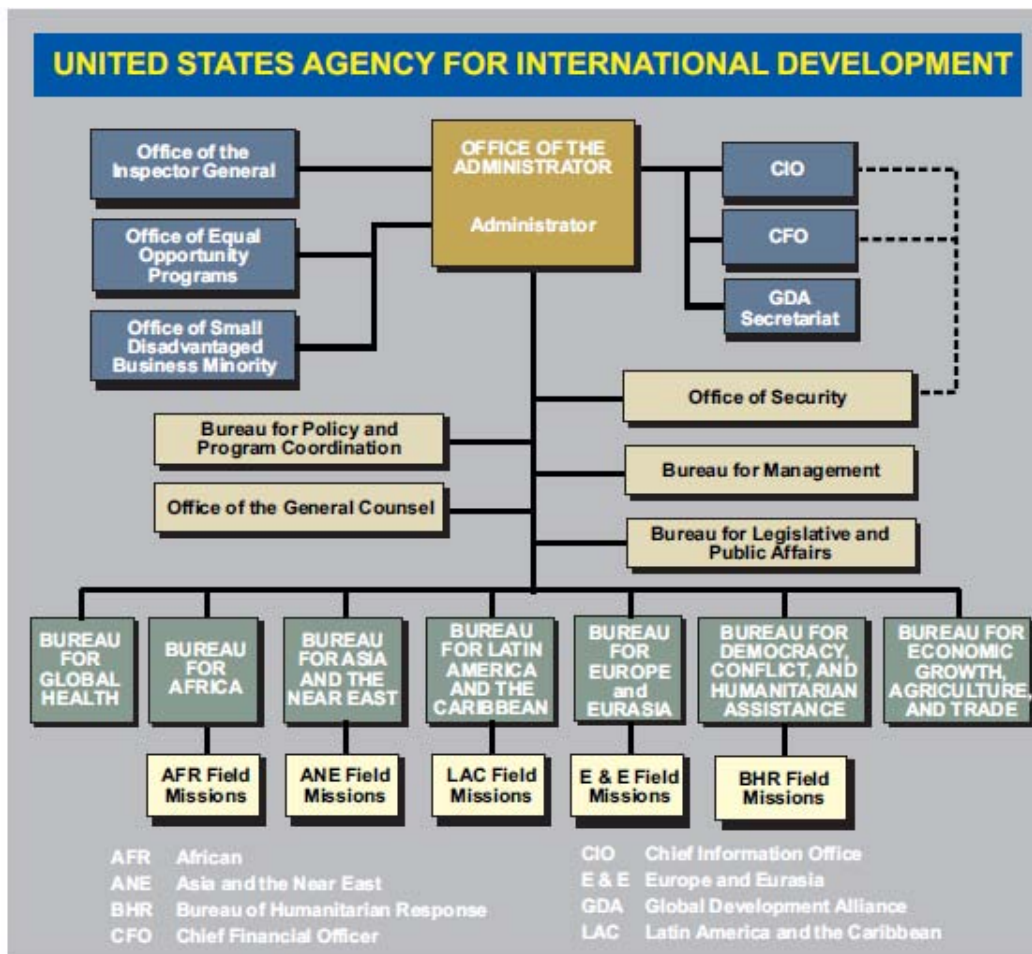 UNITED STATES AGENCY FOR INTERNATIONAL DEVELOPMENT
Office of the
Inspector General
OFFICE OF THE
ADMINISTRATOR
Administrator
CIO
Office of Equal
Opportunity
Programs
CFO
Office of Small
Disadvantaged
Business Minority
GDA
Secretariat
Office of Security
Bureau for Policy and
Program Coordination
Bureau for Management
Office of the General Counsel
Bureau for Legislative and
Public Affairs
BUREAU
FOR
GLOBAL
HEALTH
BUREAU
FOR
AFRICA
BUREAU
FOR ASIA
AND THE
NEAR EAST
BUREAU
FOR LATIN
AMERICA
AND THE
CARIBBEAN
BUREAU
FOR
EUROPE
and
EURASIA
BUREAU FOR
DEMOCRACY,
CONFLICT, AND
HUMANITARIAN
ASSISTANCE
BUREAU FOR
ECONOMIC
GROWTH,
AGRICULTURE,
AND TRADE
AFR Field
Missions
ANE Field
Missions
LAC Field
Missions
E & E Field
Missions
BHR Field
Missions
AFR African
ANE Asia and the Near East
BHR Bureau of Humanitarian Response
CFO Chief Financial Officer
CIO Chief Information Office
E & E Europe and Eurasia
GDA Global Development Alliance
LAC Latin America and the Caribbean